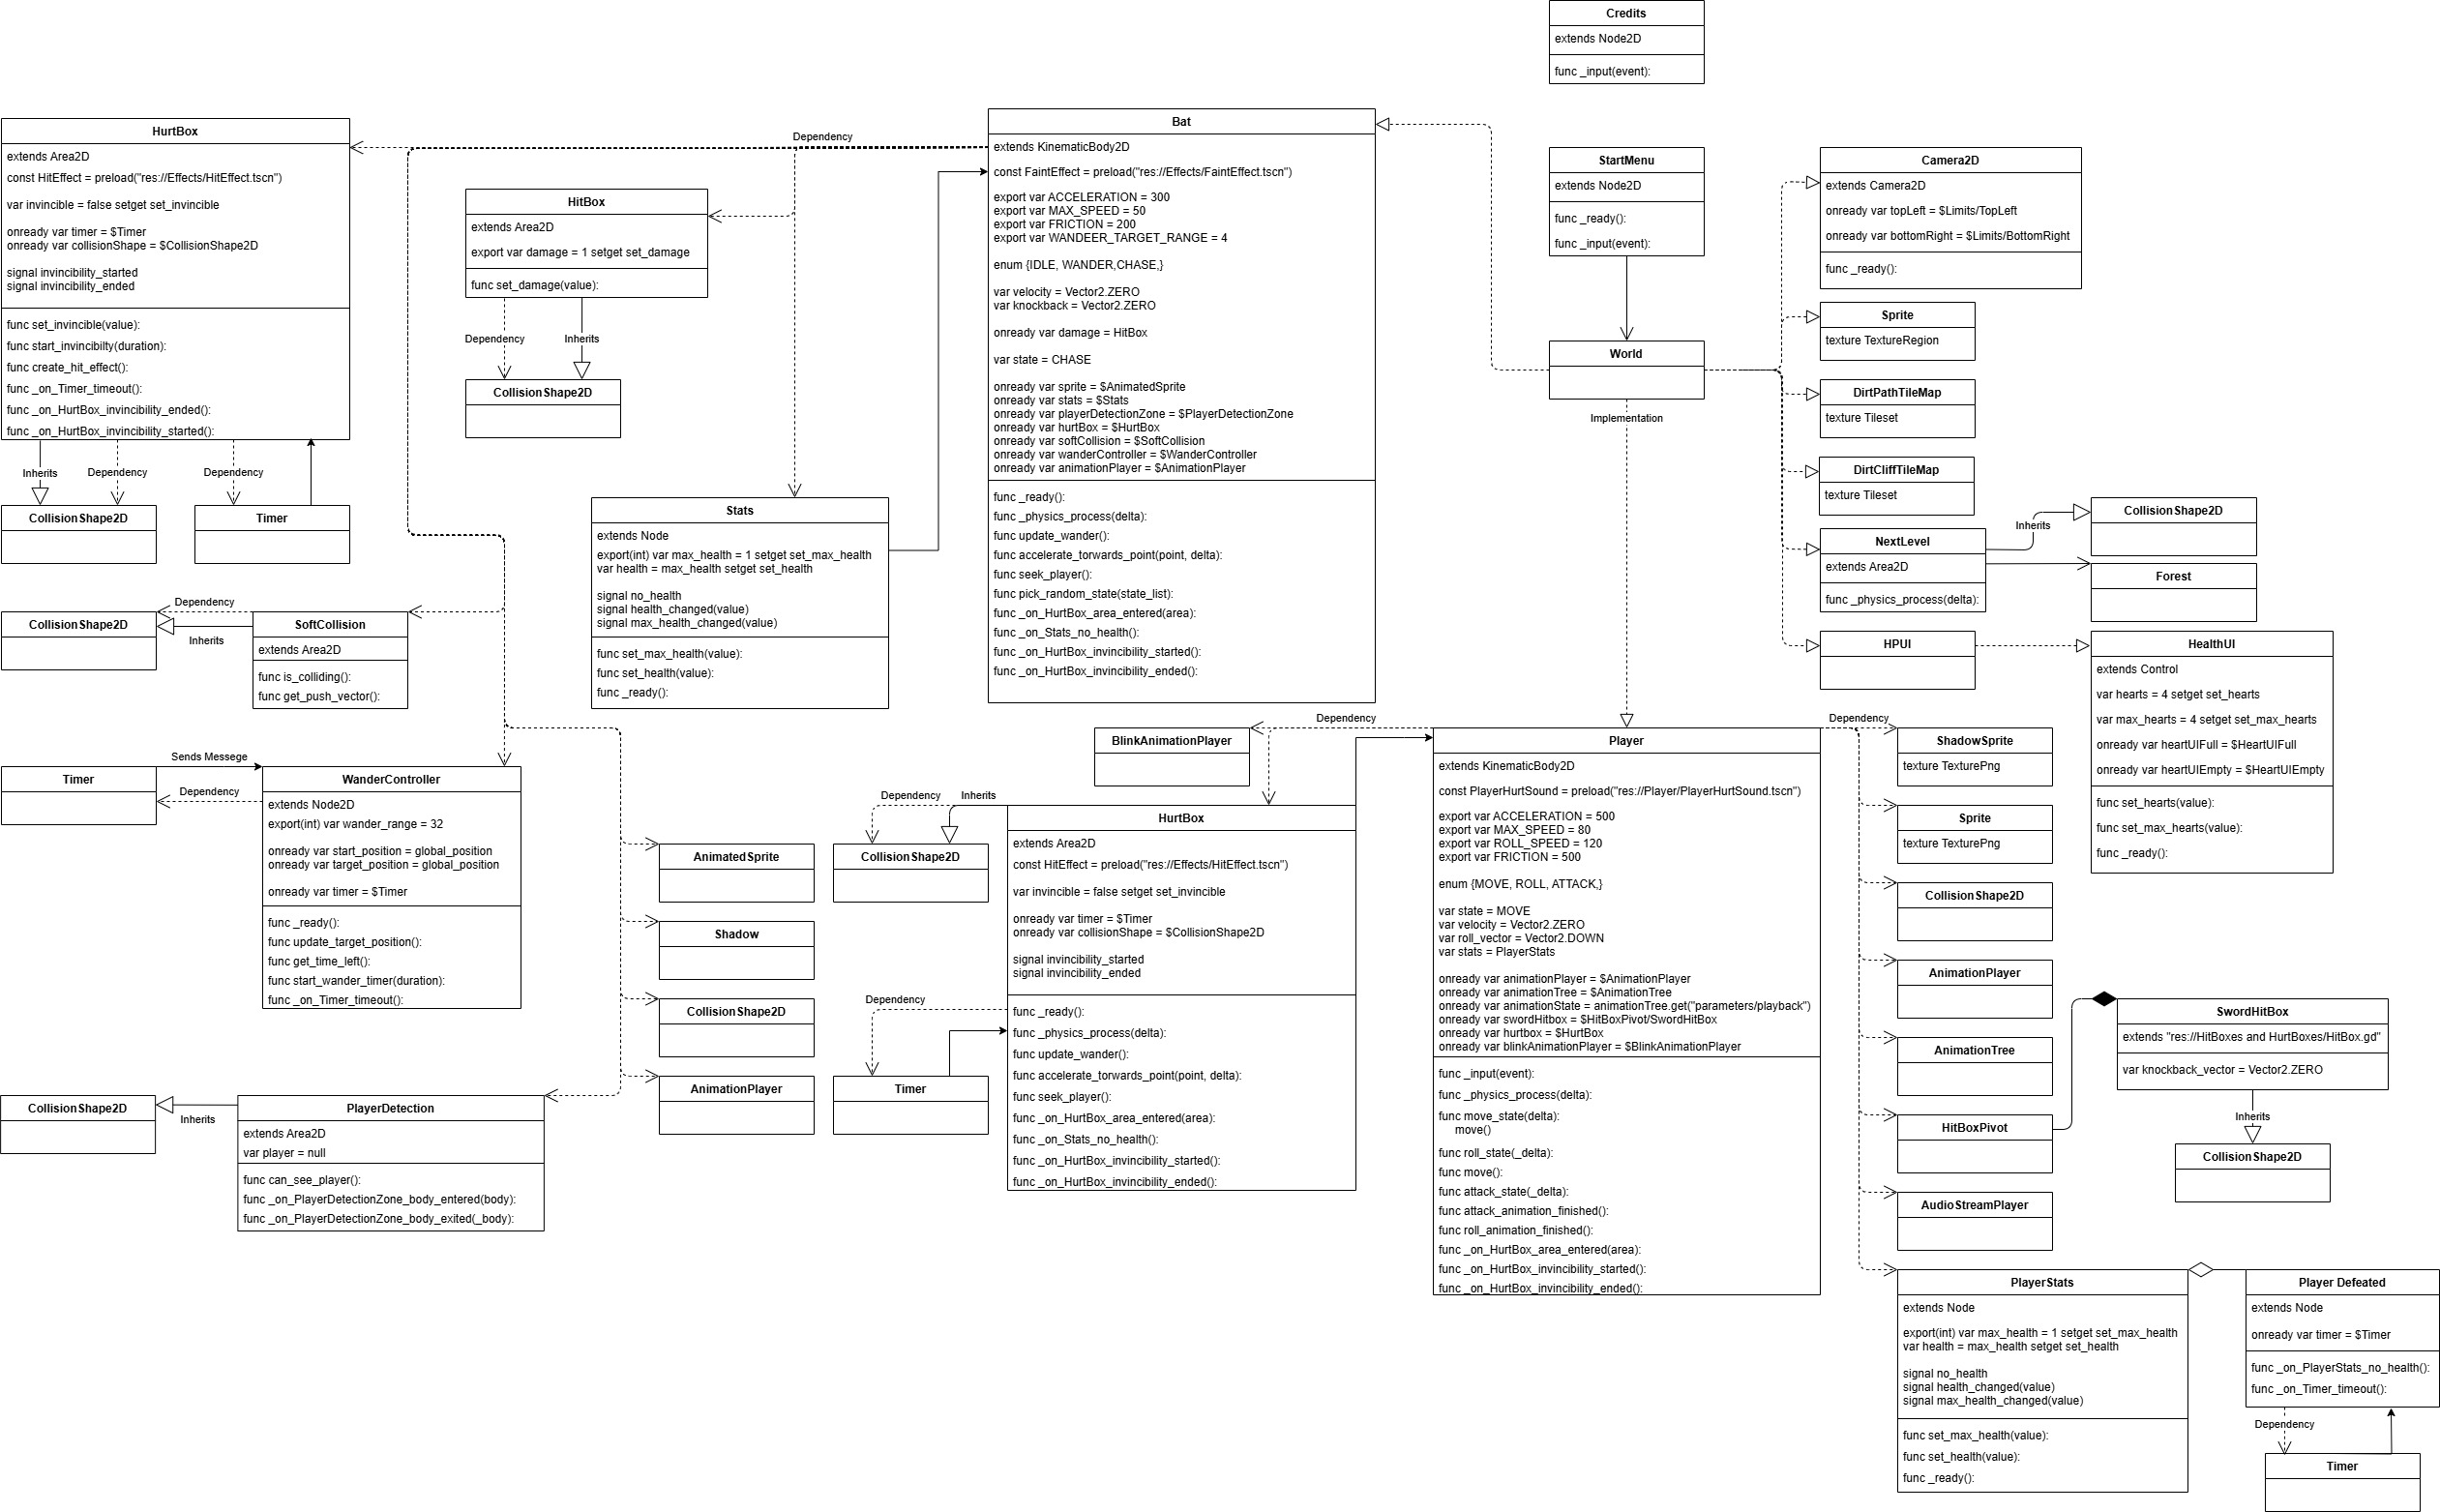 Credits
extends Node2D
func _input(event):
HurtBox
extends Area2D
const HitEffect = preload("res://Effects/HitEffect.tscn")
var invincible = false setget set_invincible
onready var timer = $Timer
onready var collisionShape = $CollisionShape2D
signal invincibility_started
signal invincibility_ended
func set_invincible(value):
func start_invincibilty(duration):
func create_hit_effect():
func _on_Timer_timeout():
func _on_HurtBox_invincibility_ended():
func _on_HurtBox_invincibility_started():
Inherits
Dependency
Dependency
CollisionShape2D
Timer
Dependency
HitBox
extends Area2D
export var damage = 1 setget set_damage
func set_damage(value):
Dependency
Inherits
CollisionShape2D
Stats
extends Node
export(int) var max_health = 1 setget set_max_health
var health = max_health setget set_health
signal no_health
signal health_changed(value)
signal max_health_changed(value)
func set_max_health(value):
func set_health(value):
func _ready():
Bat
extends KinematicBody2D
const FaintEffect = preload("res://Effects/FaintEffect.tscn")
export var ACCELERATION = 300
export var MAX_SPEED = 50
export var FRICTION = 200
export var WANDEER_TARGET_RANGE = 4
enum {IDLE, WANDER,CHASE,}
var velocity = Vector2.ZERO
var knockback = Vector2.ZERO
onready var damage = HitBox
var state = CHASE
onready var sprite = $AnimatedSprite
onready var stats = $Stats
onready var playerDetectionZone = $PlayerDetectionZone
onready var hurtBox = $HurtBox
onready var softCollision = $SoftCollision
onready var wanderController = $WanderController
onready var animationPlayer = $AnimationPlayer
func _ready():
func _physics_process(delta):
func update_wander():
func accelerate_torwards_point(point, delta):
func seek_player():
func pick_random_state(state_list):
func _on_HurtBox_area_entered(area):
func _on_Stats_no_health():
func _on_HurtBox_invincibility_started():
func _on_HurtBox_invincibility_ended():
StartMenu
extends Node2D
func _ready():
func _input(event):
World
Implementation
Camera2D
extends Camera2D
onready var topLeft = $Limits/TopLeft
onready var bottomRight = $Limits/BottomRight
func _ready():
Sprite
texture TextureRegion
DirtPathTileMap
texture Tileset
DirtCliffTileMap
texture Tileset
NextLevel
extends Area2D
func _physics_process(delta):
Inherits
CollisionShape2D
Forest
HPUI
HealthUI
extends Control
var hearts = 4 setget set_hearts
var max_hearts = 4 setget set_max_hearts
onready var heartUIFull = $HeartUIFull
onready var heartUIEmpty = $HeartUIEmpty
func set_hearts(value):
func set_max_hearts(value):
func _ready():
CollisionShape2D
Dependency
Inherits
SoftCollision
extends Area2D
func is_colliding():
func get_push_vector():
Timer
Sends Messege
Dependency
WanderController
extends Node2D
export(int) var wander_range = 32
onready var start_position = global_position
onready var target_position = global_position
onready var timer = $Timer
func _ready():
func update_target_position():
func get_time_left():
func start_wander_timer(duration):
func _on_Timer_timeout():
CollisionShape2D
Inherits
PlayerDetection
extends Area2D
var player = null
func can_see_player():
func _on_PlayerDetectionZone_body_entered(body):
func _on_PlayerDetectionZone_body_exited(_body):
AnimatedSprite
Shadow
CollisionShape2D
AnimationPlayer
BlinkAnimationPlayer
Dependency
Dependency
Inherits
CollisionShape2D
HurtBox
extends Area2D
const HitEffect = preload("res://Effects/HitEffect.tscn")
var invincible = false setget set_invincible
onready var timer = $Timer
onready var collisionShape = $CollisionShape2D
signal invincibility_started
signal invincibility_ended
func _ready():
func _physics_process(delta):
func update_wander():
func accelerate_torwards_point(point, delta):
func seek_player():
func _on_HurtBox_area_entered(area):
func _on_Stats_no_health():
func _on_HurtBox_invincibility_started():
func _on_HurtBox_invincibility_ended():
Dependency
Timer
Player
extends KinematicBody2D
const PlayerHurtSound = preload("res://Player/PlayerHurtSound.tscn")
export var ACCELERATION = 500
export var MAX_SPEED = 80
export var ROLL_SPEED = 120
export var FRICTION = 500
enum {MOVE, ROLL, ATTACK,}
var state = MOVE
var velocity = Vector2.ZERO
var roll_vector = Vector2.DOWN
var stats = PlayerStats
onready var animationPlayer = $AnimationPlayer
onready var animationTree = $AnimationTree
onready var animationState = animationTree.get("parameters/playback")
onready var swordHitbox = $HitBoxPivot/SwordHitBox
onready var hurtbox = $HurtBox
onready var blinkAnimationPlayer = $BlinkAnimationPlayer
func _input(event):
func _physics_process(delta):
func move_state(delta):
move()
func roll_state(_delta):
func move():
func attack_state(_delta):
func attack_animation_finished():
func roll_animation_finished():
func _on_HurtBox_area_entered(area):
func _on_HurtBox_invincibility_started():
func _on_HurtBox_invincibility_ended():
Dependency
ShadowSprite
texture TexturePng
Sprite
texture TexturePng
CollisionShape2D
AnimationPlayer
AnimationTree
HitBoxPivot
AudioStreamPlayer
SwordHitBox
extends "res://HitBoxes and HurtBoxes/HitBox.gd"
var knockback_vector = Vector2.ZERO
Inherits
CollisionShape2D
PlayerStats
extends Node
export(int) var max_health = 1 setget set_max_health
var health = max_health setget set_health
signal no_health
signal health_changed(value)
signal max_health_changed(value)
func set_max_health(value):
func set_health(value):
func _ready():
Player Defeated
extends Node
onready var timer = $Timer
func _on_PlayerStats_no_health():
func _on_Timer_timeout():
Dependency
Timer